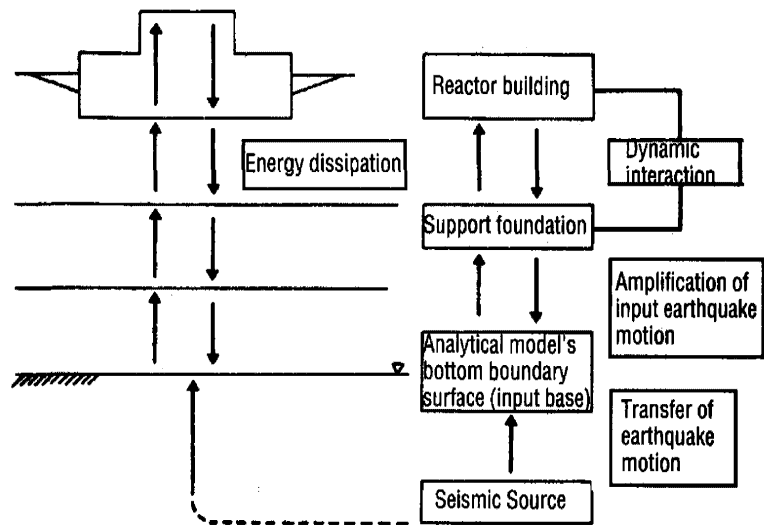 Reactor building
Dynamic
interaction
Energy dissipation
Support foundation
Amplification of
input earthquake
motion
Analytical model's
bottom boundary
surface (input base)
Transfer of
earthquake
motion
Seismic Source